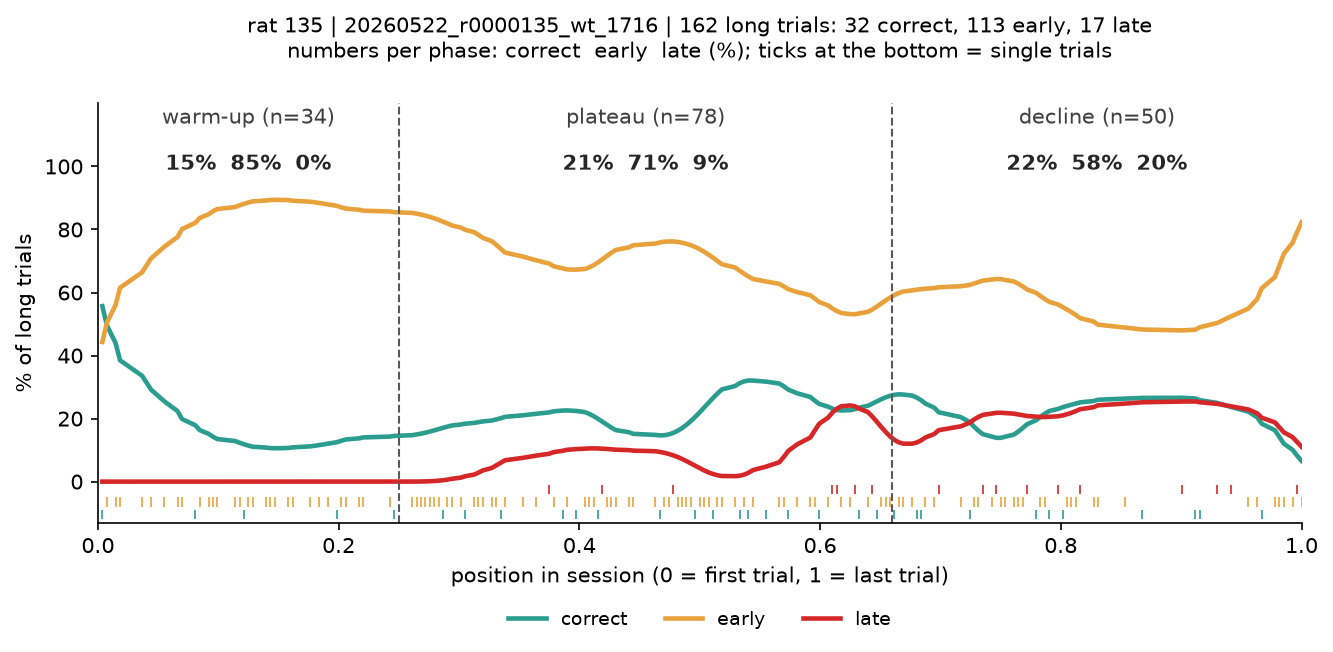 rat 135 | 20260522_r0000135_wt_1716 | 162 long trials: 32 correct, 113 early, 17 late
numbers per phase: correct  early  late (%); ticks at the bottom = single trials
warm-up (n=34)
plateau (n=78)
decline (n=50)
15%  85%  0%
21%  71%  9%
22%  58%  20%
% of long trials
100
80
60
40
20
0
0.0
0.2
0.4
0.6
0.8
1.0
position in session (0 = first trial, 1 = last trial)
correct
early
late